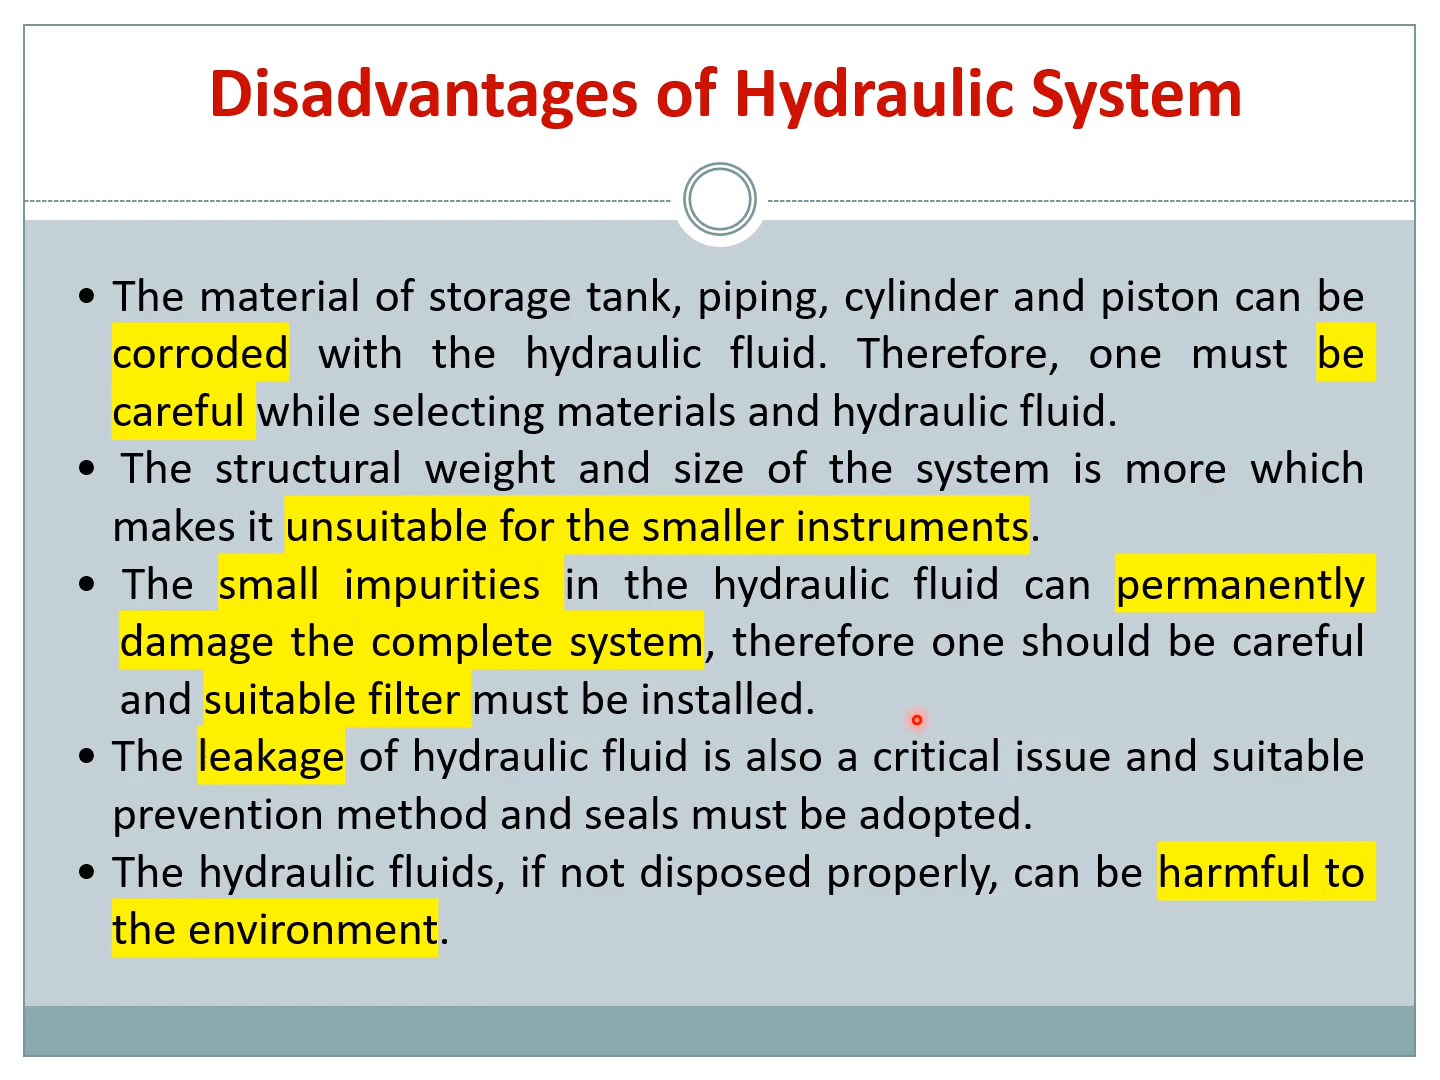 Disadvantages of Hydraulic System
• The material of storage tank, piping, cylinder and piston can be
corroded with the hydraulic fluid. Therefore, one must be
careful while selecting materials and hydraulic fluid.
• The structural weight and size of the system is more which
makes it unsuitable for the smaller instruments.
• The small impurities in the hydraulic fluid can permanently
damage the complete system, therefore one should be careful
and suitable filter must be installed.
• The leakage of hydraulic fluid is also a critical issue and suitable
prevention method and seals must be adopted.
• The hydraulic fluids, if not disposed properly, can be harmful to
the environment.